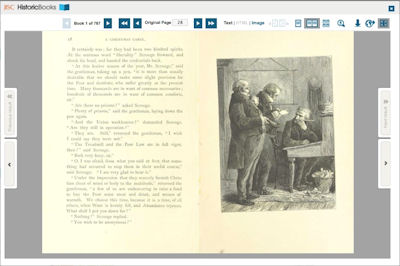 JISC HistoricBooks
Book 1 of 787
Original Page 28
Text | HTML | Image
Previous Result
Next Result
18
A CHRISTMAS CAROL.
It certainly was; for they had been two kindred spirits.
At the ominous word "liberality" Scrooge frowned, and
shook his head, and handed the credentials back.
"At this festive season of the year, Mr. Scrooge," said
the gentleman, taking up a pen, "it is more than usually
desirable that we should make some slight provision for
the Poor and destitute, who suffer greatly at the present
time. Many thousands are in want of common necessaries;
hundreds of thousands are in want of common comforts,
sir."
"Are there no prisons?" asked Scrooge.
"Plenty of prisons," said the gentleman, laying down the
pen again.
"And the Union workhouses?" demanded Scrooge.
"Are they still in operation?"
"They are. Still," returned the gentleman, "I wish
I could say they were not."
"The Treadmill and the Poor Law are in full vigor,
then?" said Scrooge.
"Both very busy, sir."
"O, I was afraid, from what you said at first, that some-
thing had occurred to stop them in their useful course,"
said Scrooge. "I am very glad to hear it."
"Under the impression that they scarcely furnish Chris-
tian cheer of mind or body to the multitude," returned the
gentleman, "a few of us are endeavoring to raise a fund
to buy the Poor some meat and drink, and means of
warmth. We choose this time, because it is a time, of all
others, when Want is keenly felt, and Abundance rejoices.
What shall I put you down for?"
"Nothing!" Scrooge replied.
"You wish to be anonymous?"